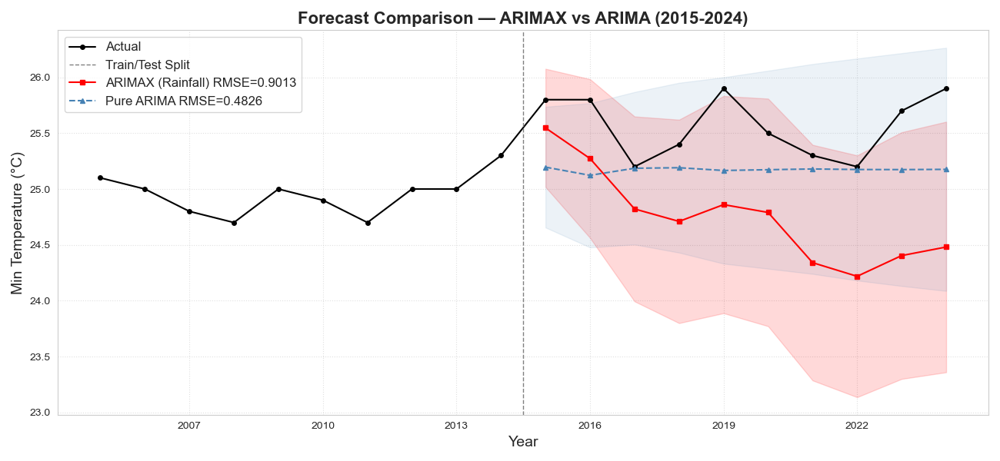 Forecast Comparison — ARIMAX vs ARIMA (2015-2024)
Actual
Train/Test Split
ARIMAX (Rainfall) RMSE=0.9013
Pure ARIMA RMSE=0.4826
Min Temperature (°C)
26.0
25.5
25.0
24.5
24.0
23.5
23.0
2007 2010 2013 2016 2019 2022
Year